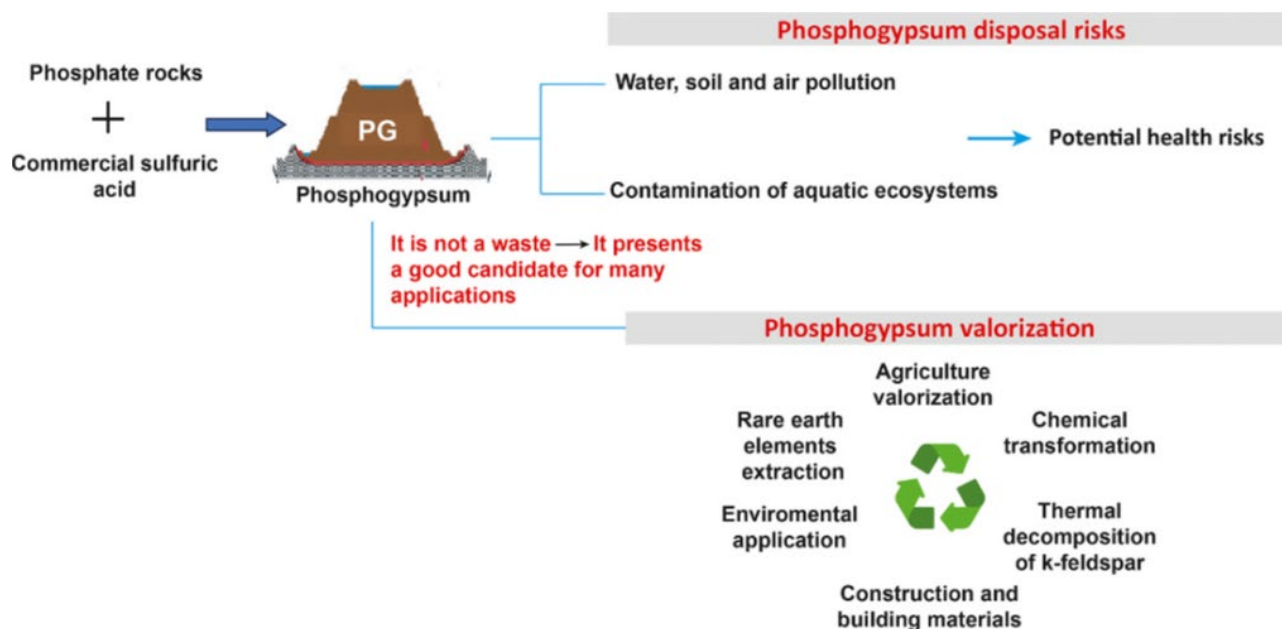 Phosphogypsum disposal risks
Phosphate rocks
+
Commercial sulfuric
acid
PG
Phosphogypsum
Water, soil and air pollution
Contamination of aquatic ecosystems
Potential health risks
It is not a waste → It presents
a good candidate for many
applications
Phosphogypsum valorization
Agriculture
valorization
Rare earth
elements
extraction
Chemical
transformation
Enviromental
application
Thermal
decomposition
of k-feldspar
Construction and
building materials